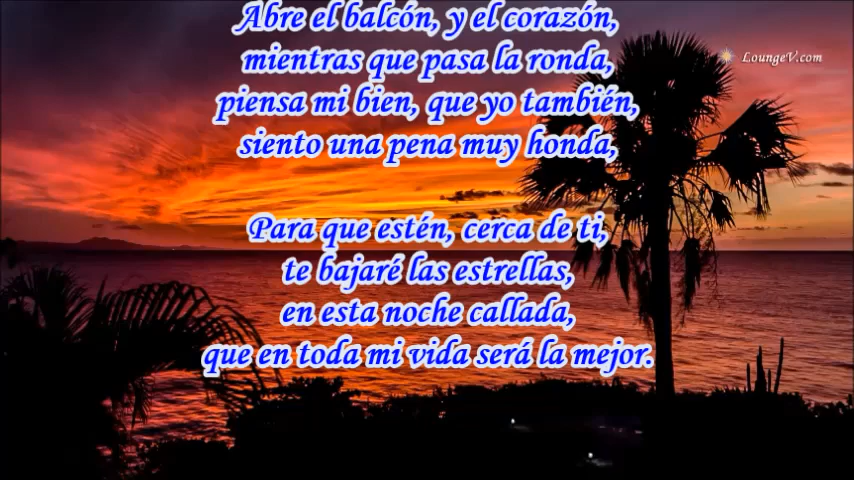 Abre el balcón, y el corazón,
LoungeV.com
mientras que pasa la ronda,
piensa mi bien, que yo también,
siento una pena muy honda,
Para que estén, cerca de ti,
te bajaré las estrellas,
en esta noche callada,
que en toda mi vida será la mejor.